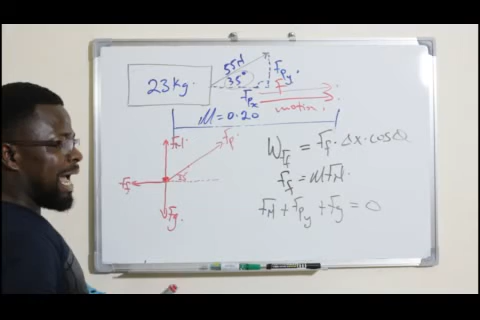 55N
35°
Fpy
23kg.
F
Fpx
motion.
μ = 0.20
FN
Fp
Ff
35°
Fg.
WFf = Ff · Δx · cosθ
Ff = μFN.
FN + Fpy + Fg = 0